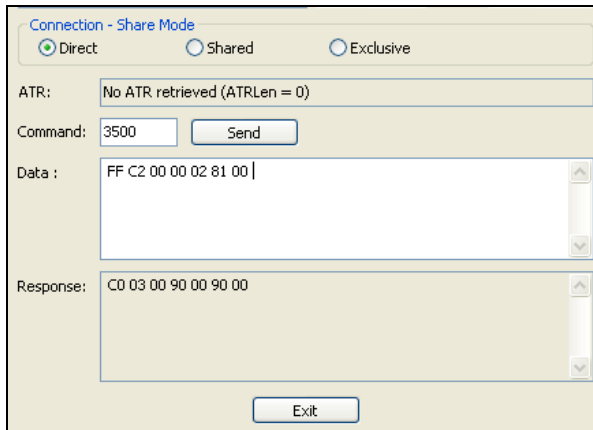 Connection - Share Mode
Direct Shared Exclusive
ATR: No ATR retrieved (ATRLen = 0)
Command: 3500 Send
Data : FF C2 00 00 02 81 00
Response: C0 03 00 90 00 90 00
Exit